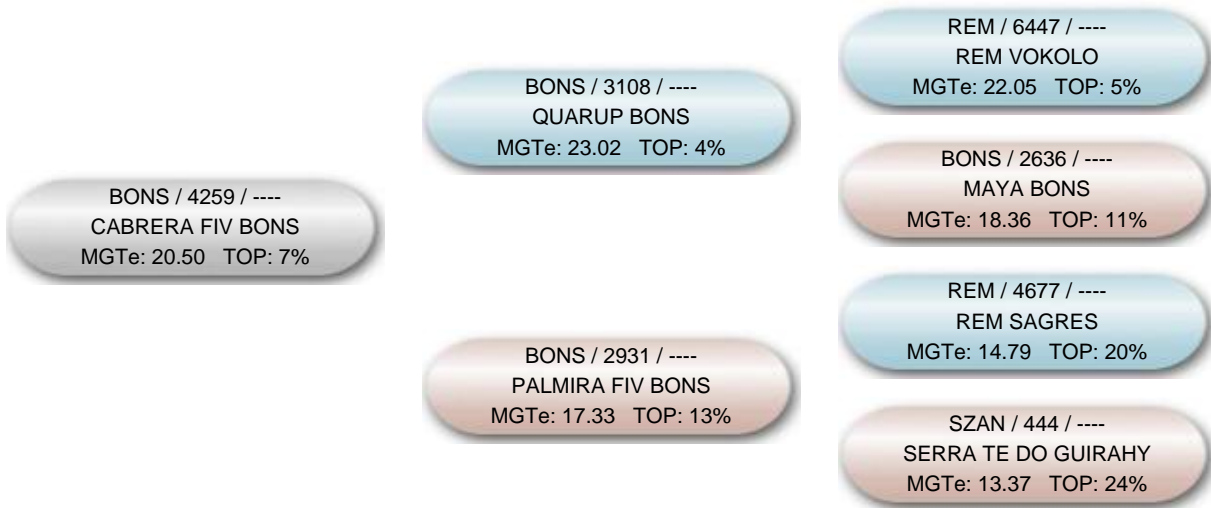 REM / 6447 / ----
REM VOKOLO
MGTe: 22.05 TOP: 5%
BONS / 3108 / ----
QUARUP BONS
MGTe: 23.02 TOP: 4%
BONS / 2636 / ----
MAYA BONS
MGTe: 18.36 TOP: 11%
BONS / 4259 / ----
CABRERA FIV BONS
MGTe: 20.50 TOP: 7%
REM / 4677 / ----
REM SAGRES
MGTe: 14.79 TOP: 20%
BONS / 2931 / ----
PALMIRA FIV BONS
MGTe: 17.33 TOP: 13%
SZAN / 444 / ----
SERRA TE DO GUIRAHY
MGTe: 13.37 TOP: 24%